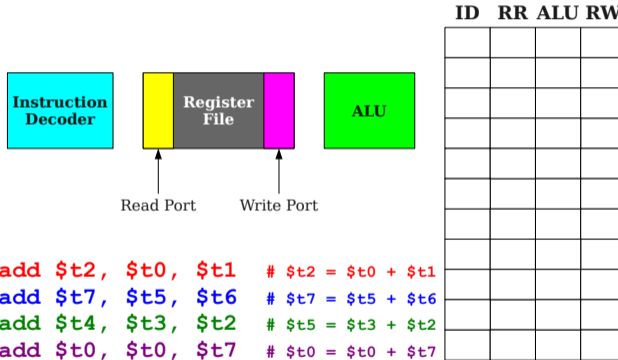 ID RR ALU RW
Instruction
Decoder
Register
File
ALU
Read Port
Write Port
add $t2, $t0, $t1 # $t2 = $t0 + $t1
add $t7, $t5, $t6 # $t7 = $t5 + $t6
add $t4, $t3, $t2 # $t5 = $t3 + $t2
add $t0, $t0, $t7 # $t0 = $t0 + $t7